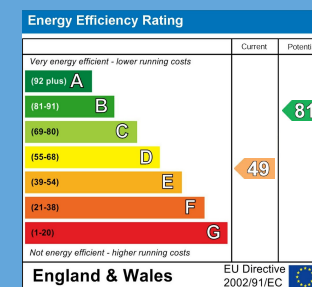 Energy Efficiency Rating
Current Potenti
Very energy efficient - lower running costs
(92 plus) A
(81-91) B
(69-80) C
(55-68) D
(39-54) E
(21-38) F
(1-20) G
49
81
Not energy efficient - higher running costs
England & Wales
EU Directive
2002/91/EC